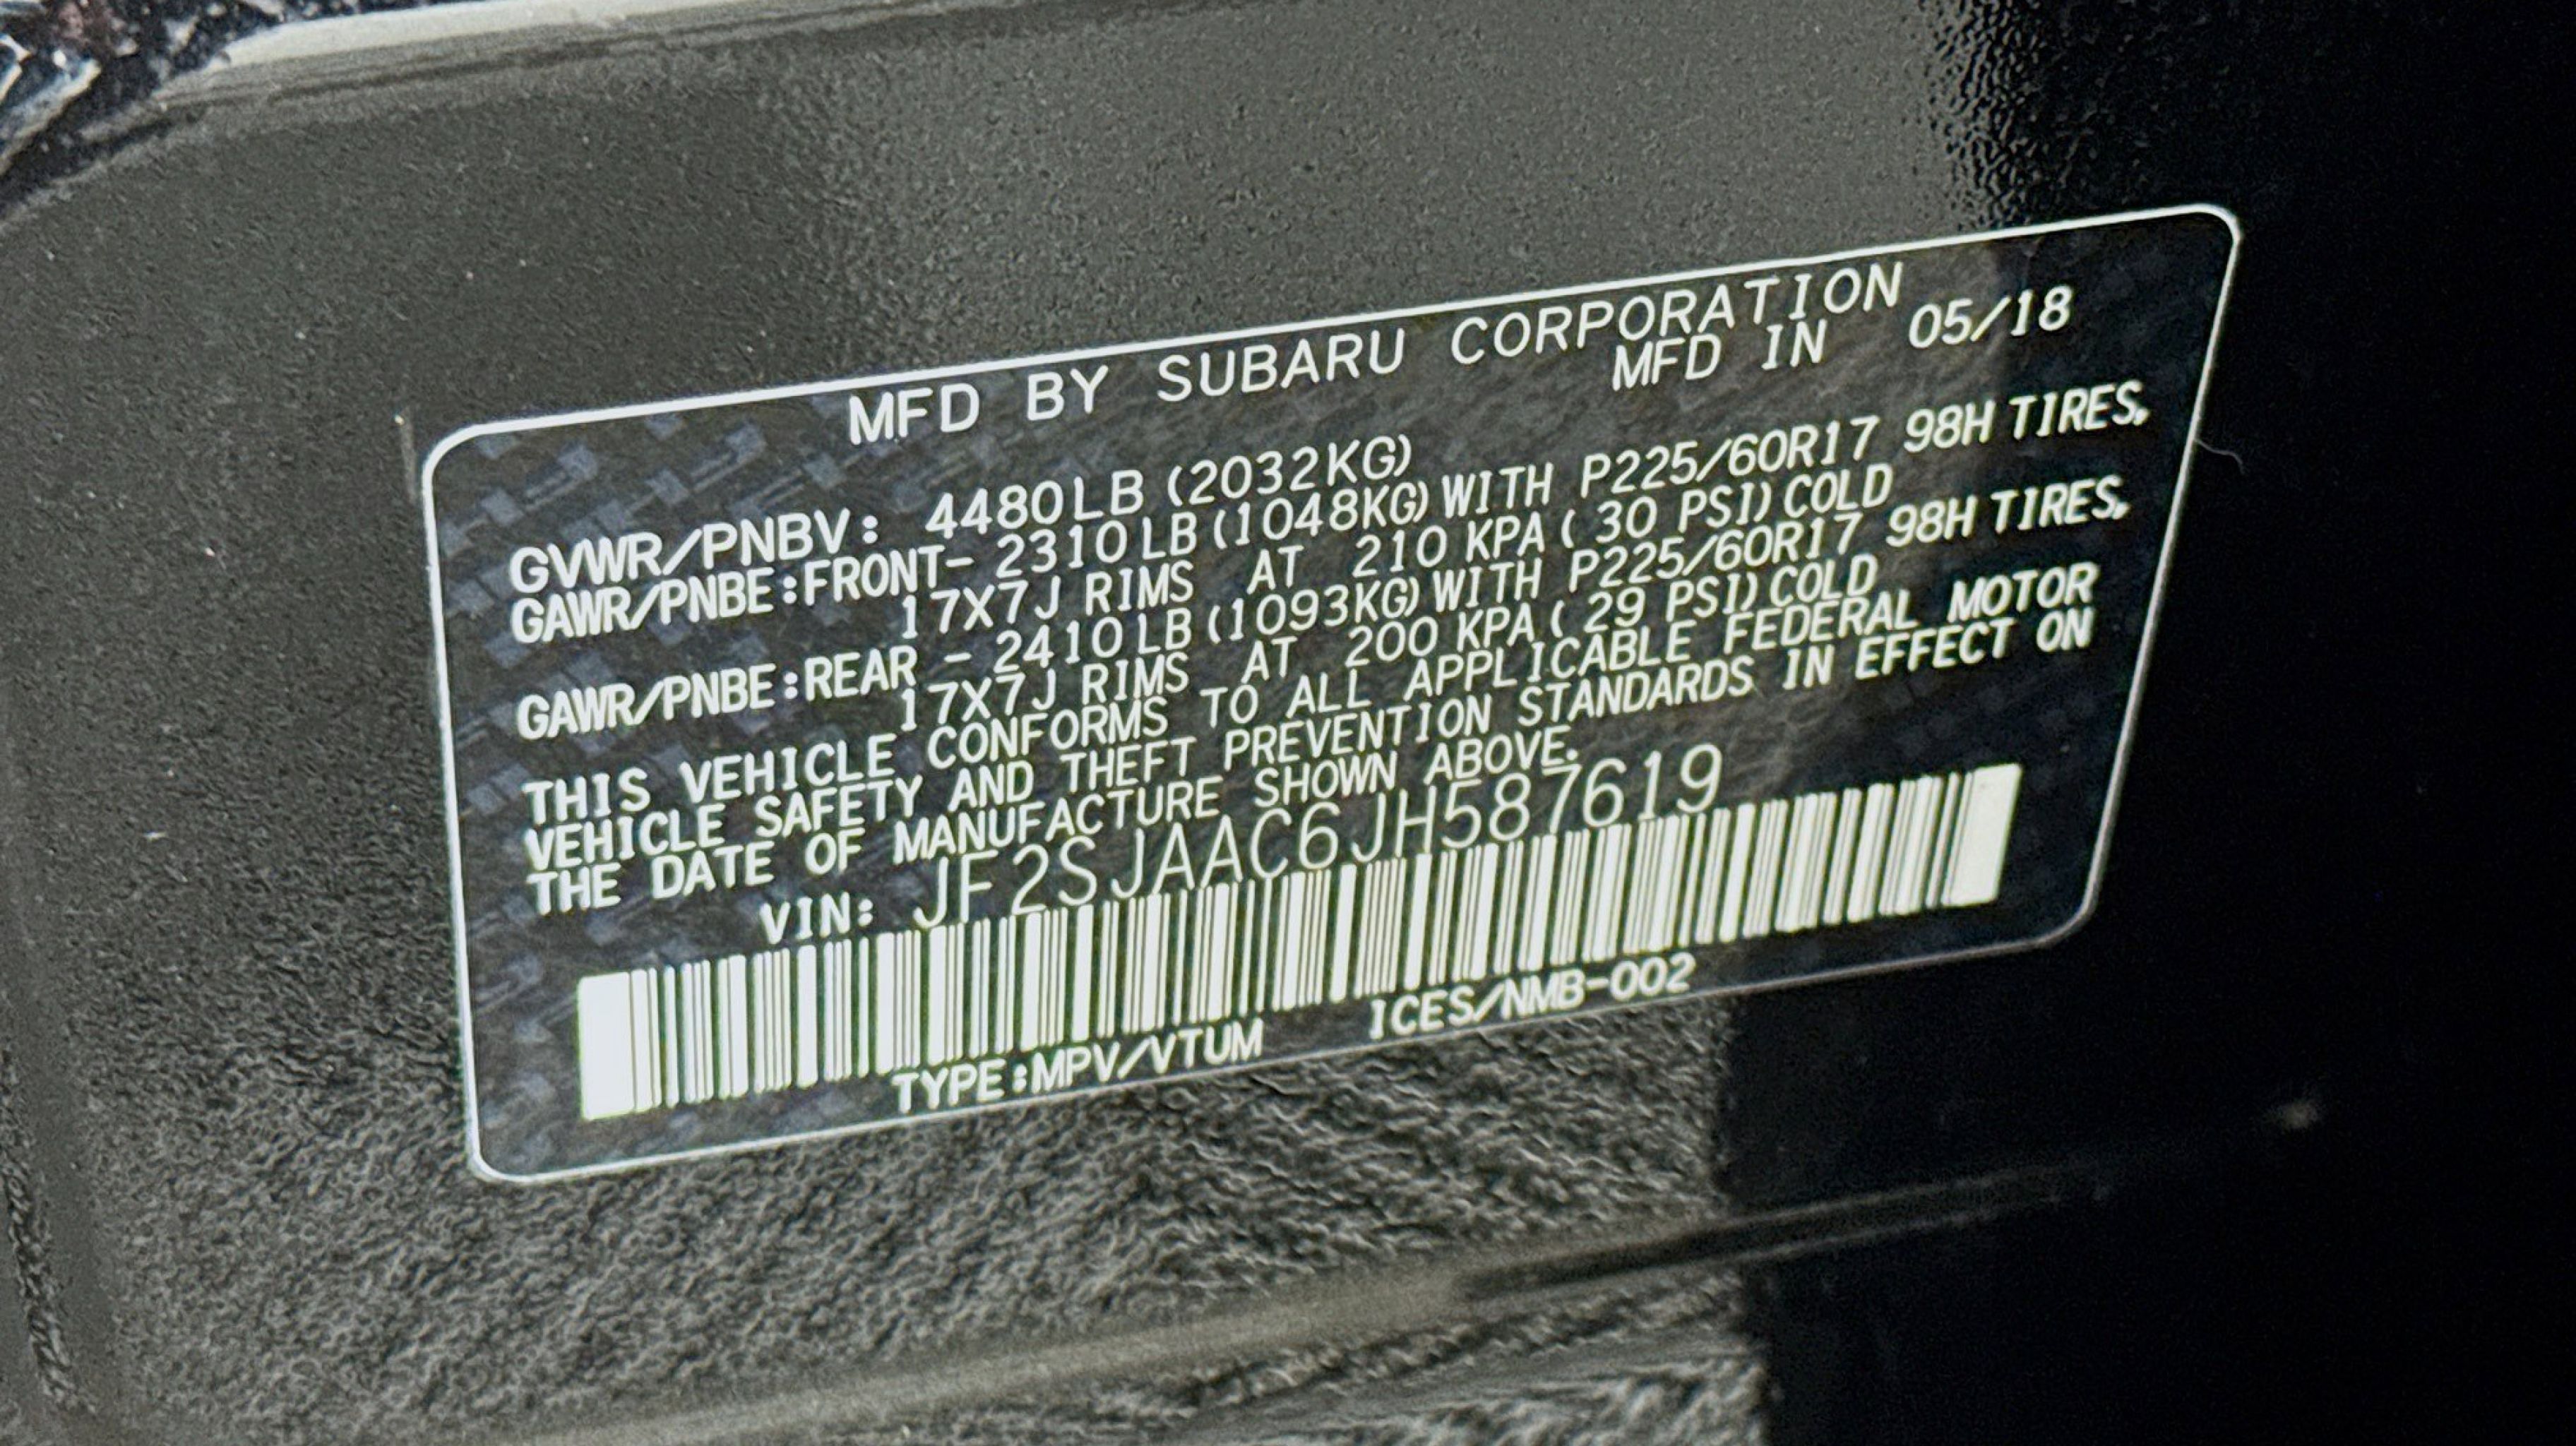 MFD BY SUBARU CORPORATION
MFD IN 05/18
GVWR/PNBV: 4480LB (2032KG)
GAWR/PNBE:FRONT- 2310LB (1048KG) WITH P225/60R17 98H TIRES,
17X7J RIMS AT 210 KPA ( 30 PSI) COLD
GAWR/PNBE:REAR - 2410LB (1093KG) WITH P225/60R17 98H TIRES,
17X7J RIMS AT 200 KPA ( 29 PSI) COLD
THIS VEHICLE CONFORMS TO ALL APPLICABLE FEDERAL MOTOR
VEHICLE SAFETY AND THEFT PREVENTION STANDARDS IN EFFECT ON
THE DATE OF MANUFACTURE SHOWN ABOVE.
VIN: JF2SJAAC6JH587619
TYPE:MPV/VTUM ICES/NMB-002